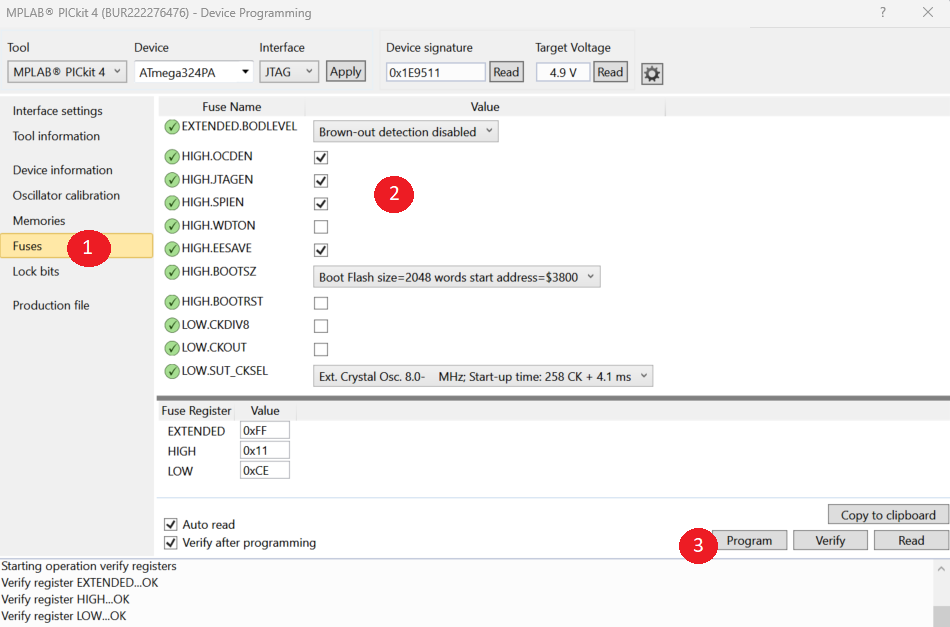 MPLAB® PICkit 4 (BUR222276476) - Device Programming
?
Tool Device Interface Device signature Target Voltage
MPLAB® PICkit 4 ATmega324PA JTAG Apply 0x1E9511 Read 4.9 V Read
Interface settings
Tool information
Device information
Oscillator calibration
Memories
Fuses 1
Lock bits
Production file
Fuse Name Value
EXTENDED.BODLEVEL Brown-out detection disabled
HIGH.OCDEN
HIGH.JTAGEN
2
HIGH.SPIEN
HIGH.WDTON
HIGH.EESAVE
HIGH.BOOTSZ Boot Flash size=2048 words start address=$3800
HIGH.BOOTRST
LOW.CKDIV8
LOW.CKOUT
LOW.SUT_CKSEL Ext. Crystal Osc. 8.0- MHz; Start-up time: 258 CK + 4.1 ms
Fuse Register Value
EXTENDED 0xFF
HIGH 0x11
LOW 0xCE
Copy to clipboard
Auto read
Verify after programming
3 Program Verify Read
Starting operation verify registers
Verify register EXTENDED...OK
Verify register HIGH...OK
Verify register LOW...OK